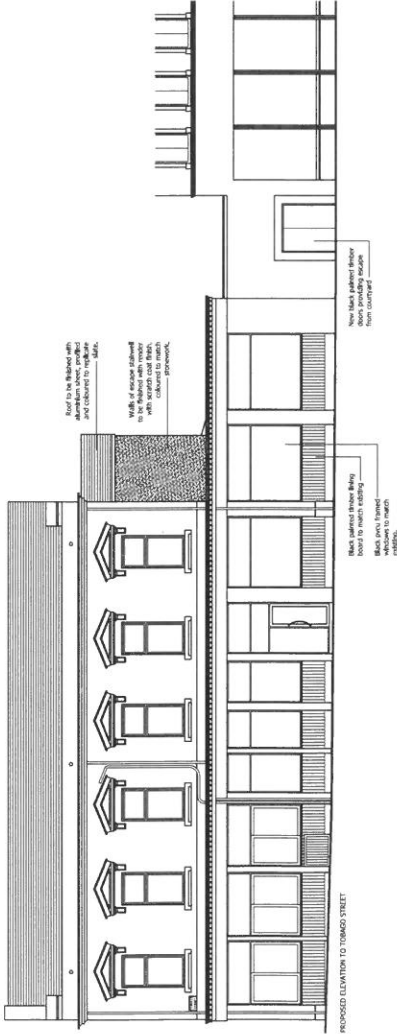 Roof to be finished with
aluminium sheet, profiled
and coloured to replicate
slate.
Walls of escape stairwell
to be finished with render
with scratch coat finish,
coloured to match
stonework.
New black painted timber
doors providing escape
from courtyard
Black painted timber lining
board to match existing
Black pvcu framed
windows to match
existing.
PROPOSED ELEVATION TO TOBAGO STREET